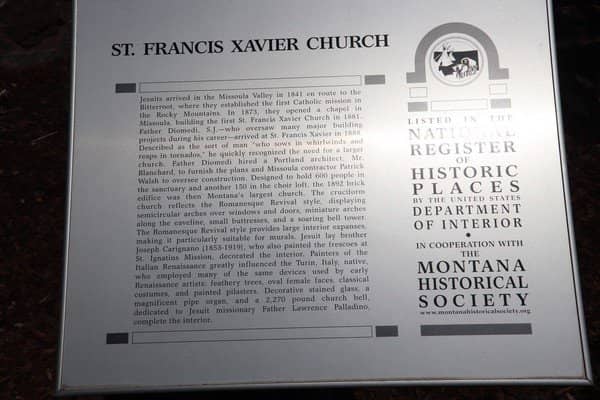 ST. FRANCIS XAVIER CHURCH
Jesuits arrived in the Missoula Valley in 1841 en route to the
Bitterroot, where they established the first Catholic mission in
the Rocky Mountains. In 1873, they opened a chapel in
Missoula, building the first St. Francis Xavier Church in 1881.
Father Diomedi, S.J.—who oversaw many major building
projects during his career—arrived at St. Francis Xavier in 1888.
Described as the sort of man “who sows in whirlwinds and
reaps in tornados,” he quickly recognized the need for a larger
church. Father Diomedi hired a Portland architect, Mr.
Blanchard, to furnish the plans and Missoula contractor Patrick
Walsh to oversee construction. Designed to hold 600 people in
the sanctuary and another 150 in the choir loft, the 1892 brick
edifice was then Montana's largest church. The cruciform
church reflects the Romanesque Revival style, displaying
semicircular arches over windows and doors, miniature arches
along the eaveline, small buttresses, and a soaring bell tower.
The Romanesque Revival style provides large interior expanses,
making it particularly suitable for murals. Jesuit lay brother
Joseph Carignano (1853-1919), who also painted the frescoes at
St. Ignatius Mission, decorated the interior. Painters of the
Italian Renaissance greatly influenced the Turin, Italy, native,
who employed many of the same devices used by early
Renaissance artists: feathery trees, oval female faces, classical
costumes, and painted pilasters. Decorative stained glass, a
magnificent pipe organ, and a 2,270 pound church bell,
dedicated to Jesuit missionary Father Lawrence Palladino,
complete the interior.
LISTED IN THE
NATIONAL
REGISTER
OF
HISTORIC
PLACES
BY THE UNITED STATES
DEPARTMENT
OF INTERIOR
•
IN COOPERATION WITH
THE
MONTANA
HISTORICAL
SOCIETY
www.montanahistoricalsociety.org